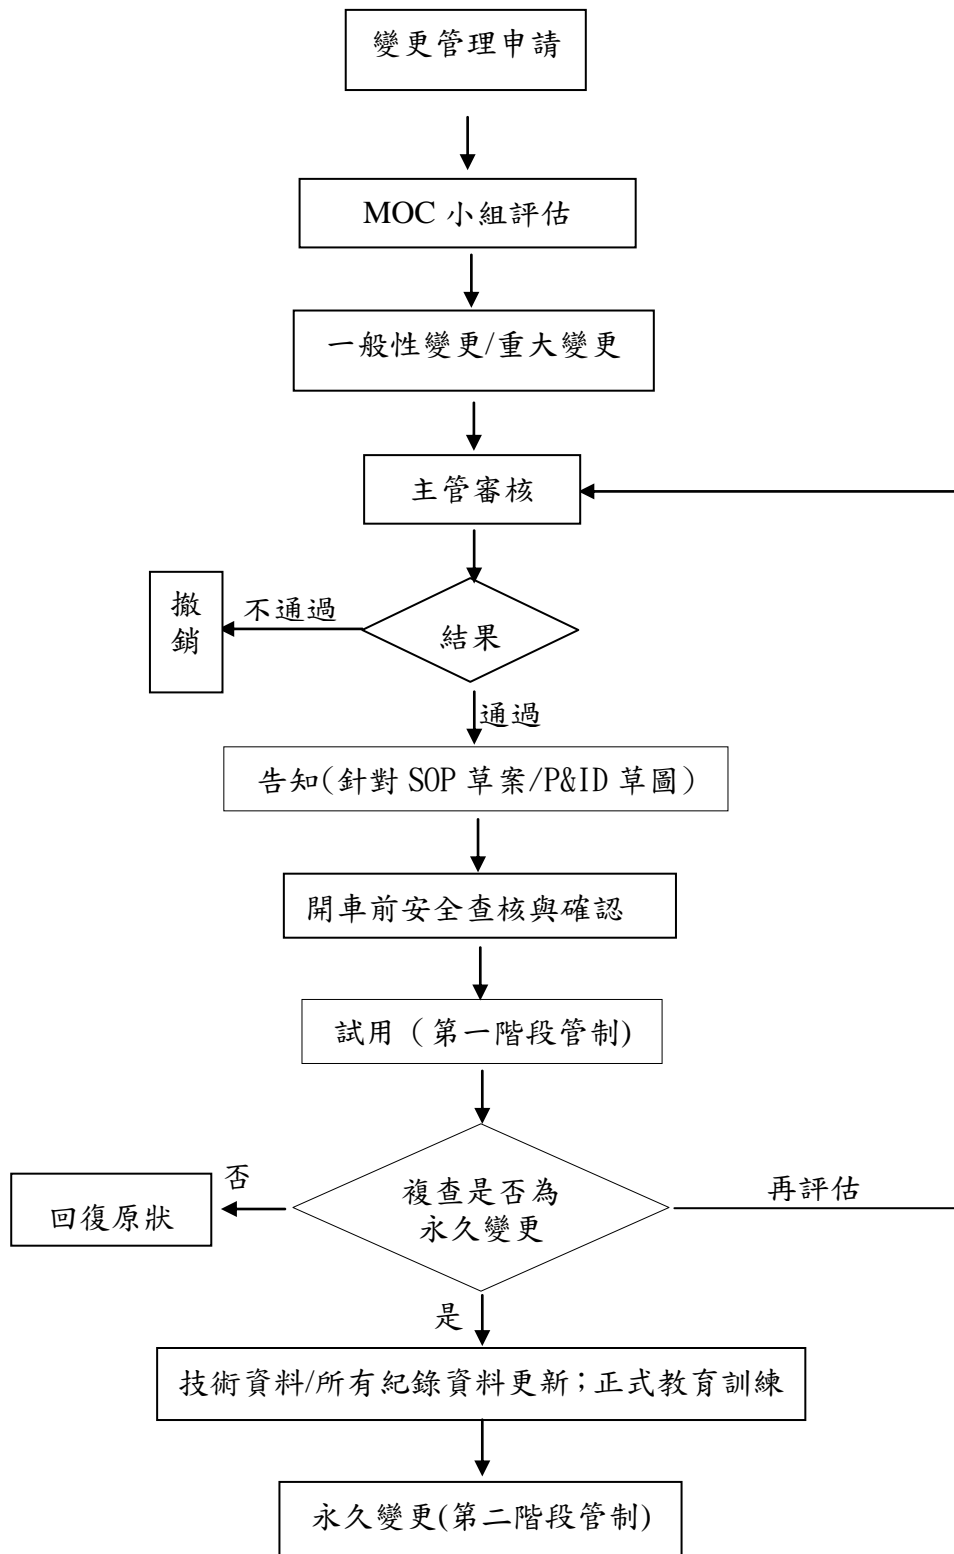 變更管理申請
MOC 小組評估
一般性變更/重大變更
主管審核
撤
銷
不通過
結果
通過
告知(針對 SOP 草案/P&ID 草圖)
開車前安全查核與確認
試用（第一階段管制)
否
複查是否為
永久變更
再評估
回復原狀
是
技術資料/所有紀錄資料更新；正式教育訓練
永久變更(第二階段管制)